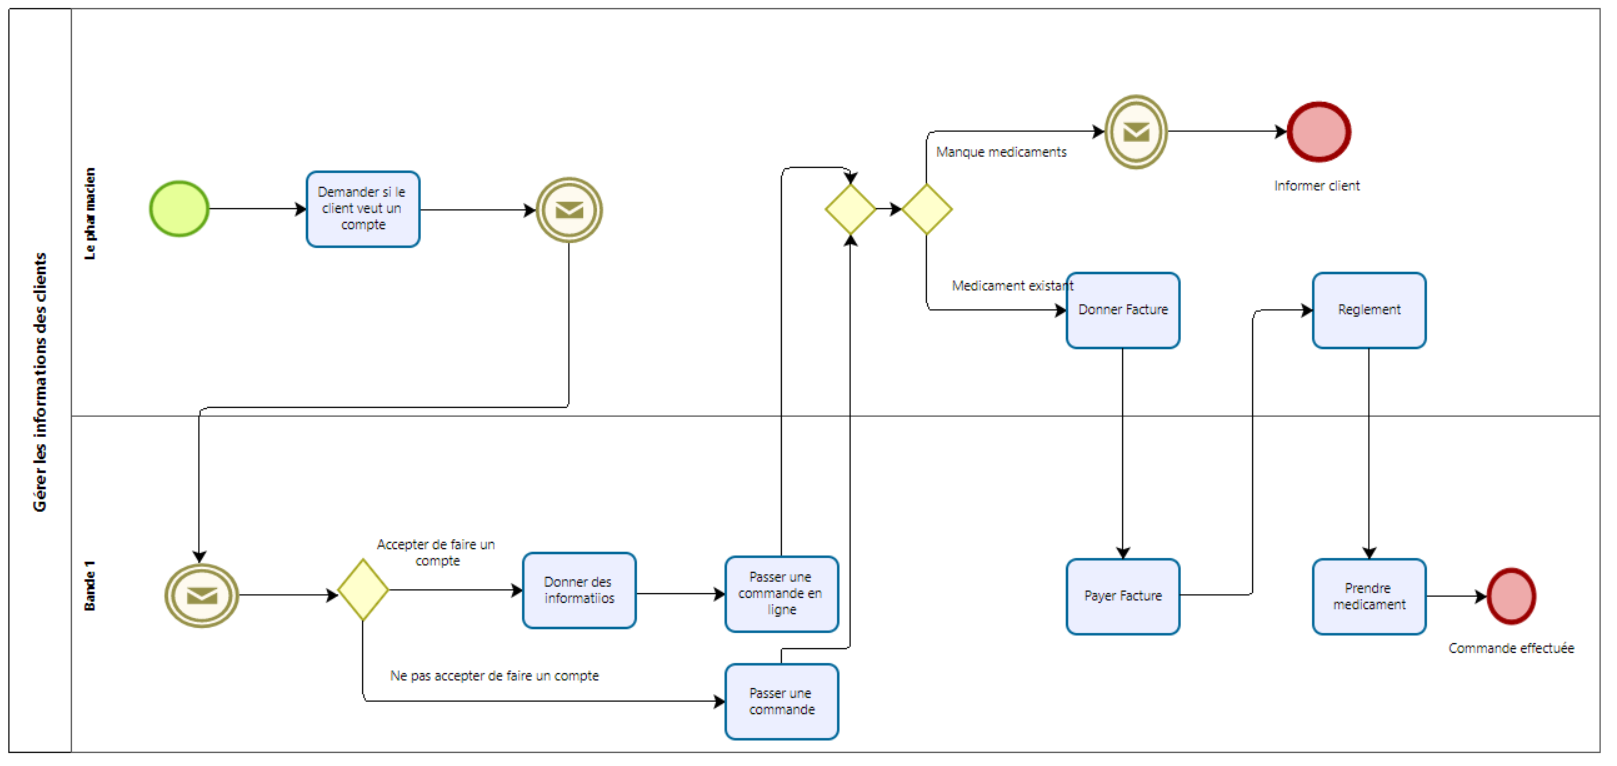 Gérer les informations des clients
Le pharmacien
Demander si le
client veut un
compte
Manque medicaments
Informer client
Medicament existant
Donner Facture
Reglement
Bande 1
Accepter de faire un
compte
Donner des
informatiios
Passer une
commande en
ligne
Ne pas accepter de faire un compte
Passer une
commande
Payer Facture
Prendre
medicament
Commande effectuée